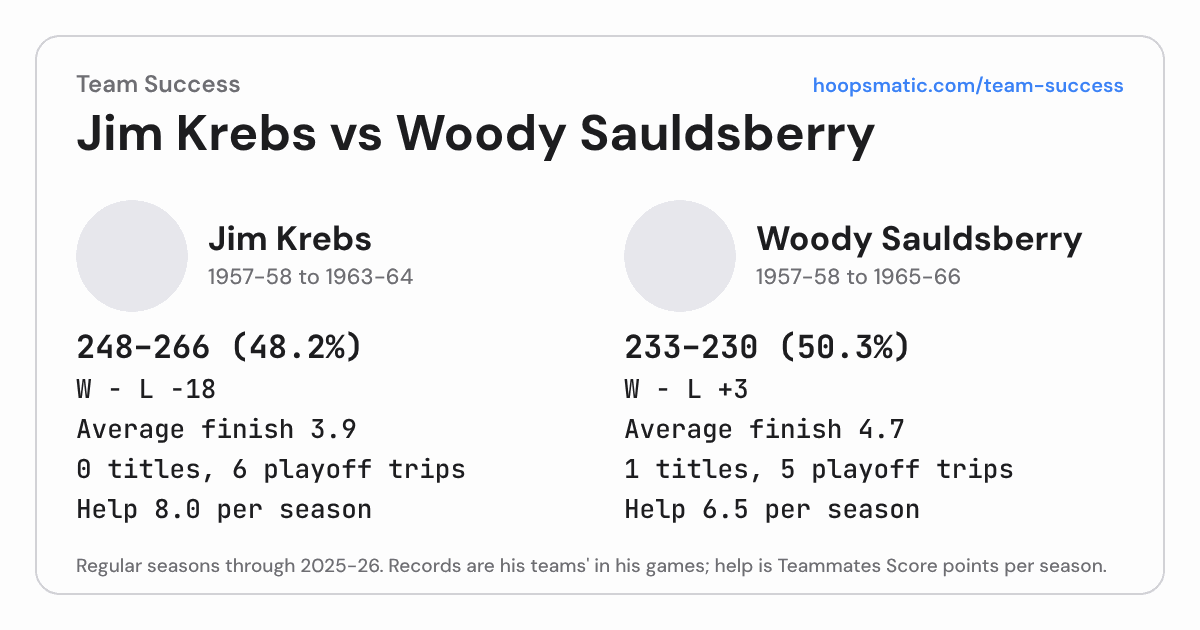 Team Success
hoopsmatic.com/team-success
Jim Krebs vs Woody Sauldsberry
Jim Krebs
1957-58 to 1963-64
248-266 (48.2%)
W - L -18
Average finish 3.9
0 titles, 6 playoff trips
Help 8.0 per season
Woody Sauldsberry
1957-58 to 1965-66
233-230 (50.3%)
W - L +3
Average finish 4.7
1 titles, 5 playoff trips
Help 6.5 per season
Regular seasons through 2025-26. Records are his teams' in his games; help is Teammates Score points per season.